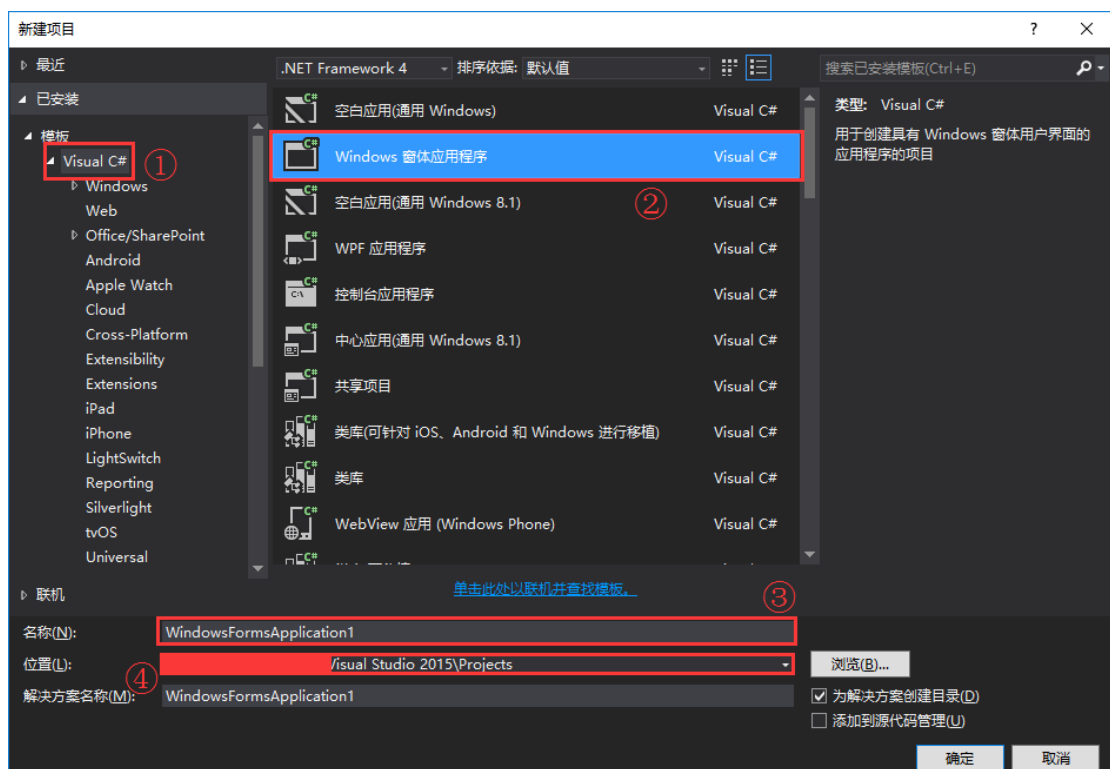 新建项目
? ×
最近
.NET Framework 4 排序依据: 默认值
搜索已安装模板(Ctrl+E)
已安装
模板
Visual C# ①
Windows
Web
Office/SharePoint
Android
Apple Watch
Cloud
Cross-Platform
Extensibility
Extensions
iPad
iPhone
LightSwitch
Reporting
Silverlight
tvOS
Universal
联机
空白应用(通用 Windows) Visual C#
Windows 窗体应用程序 Visual C#
②
空白应用(通用 Windows 8.1) Visual C#
WPF 应用程序 Visual C#
控制台应用程序 Visual C#
中心应用(通用 Windows 8.1) Visual C#
共享项目 Visual C#
类库(可针对 iOS、Android 和 Windows 进行移植) Visual C#
类库 Visual C#
WebView 应用 (Windows Phone) Visual C#
单击此处以联机并查找模板。
类型: Visual C#
用于创建具有 Windows 窗体用户界面的
应用程序的项目
③
名称(N): WindowsFormsApplication1
位置(L): isual Studio 2015\Projects 浏览(B)...
④
解决方案名称(M): WindowsFormsApplication1
为解决方案创建目录(D)
添加到源代码管理(U)
确定 取消